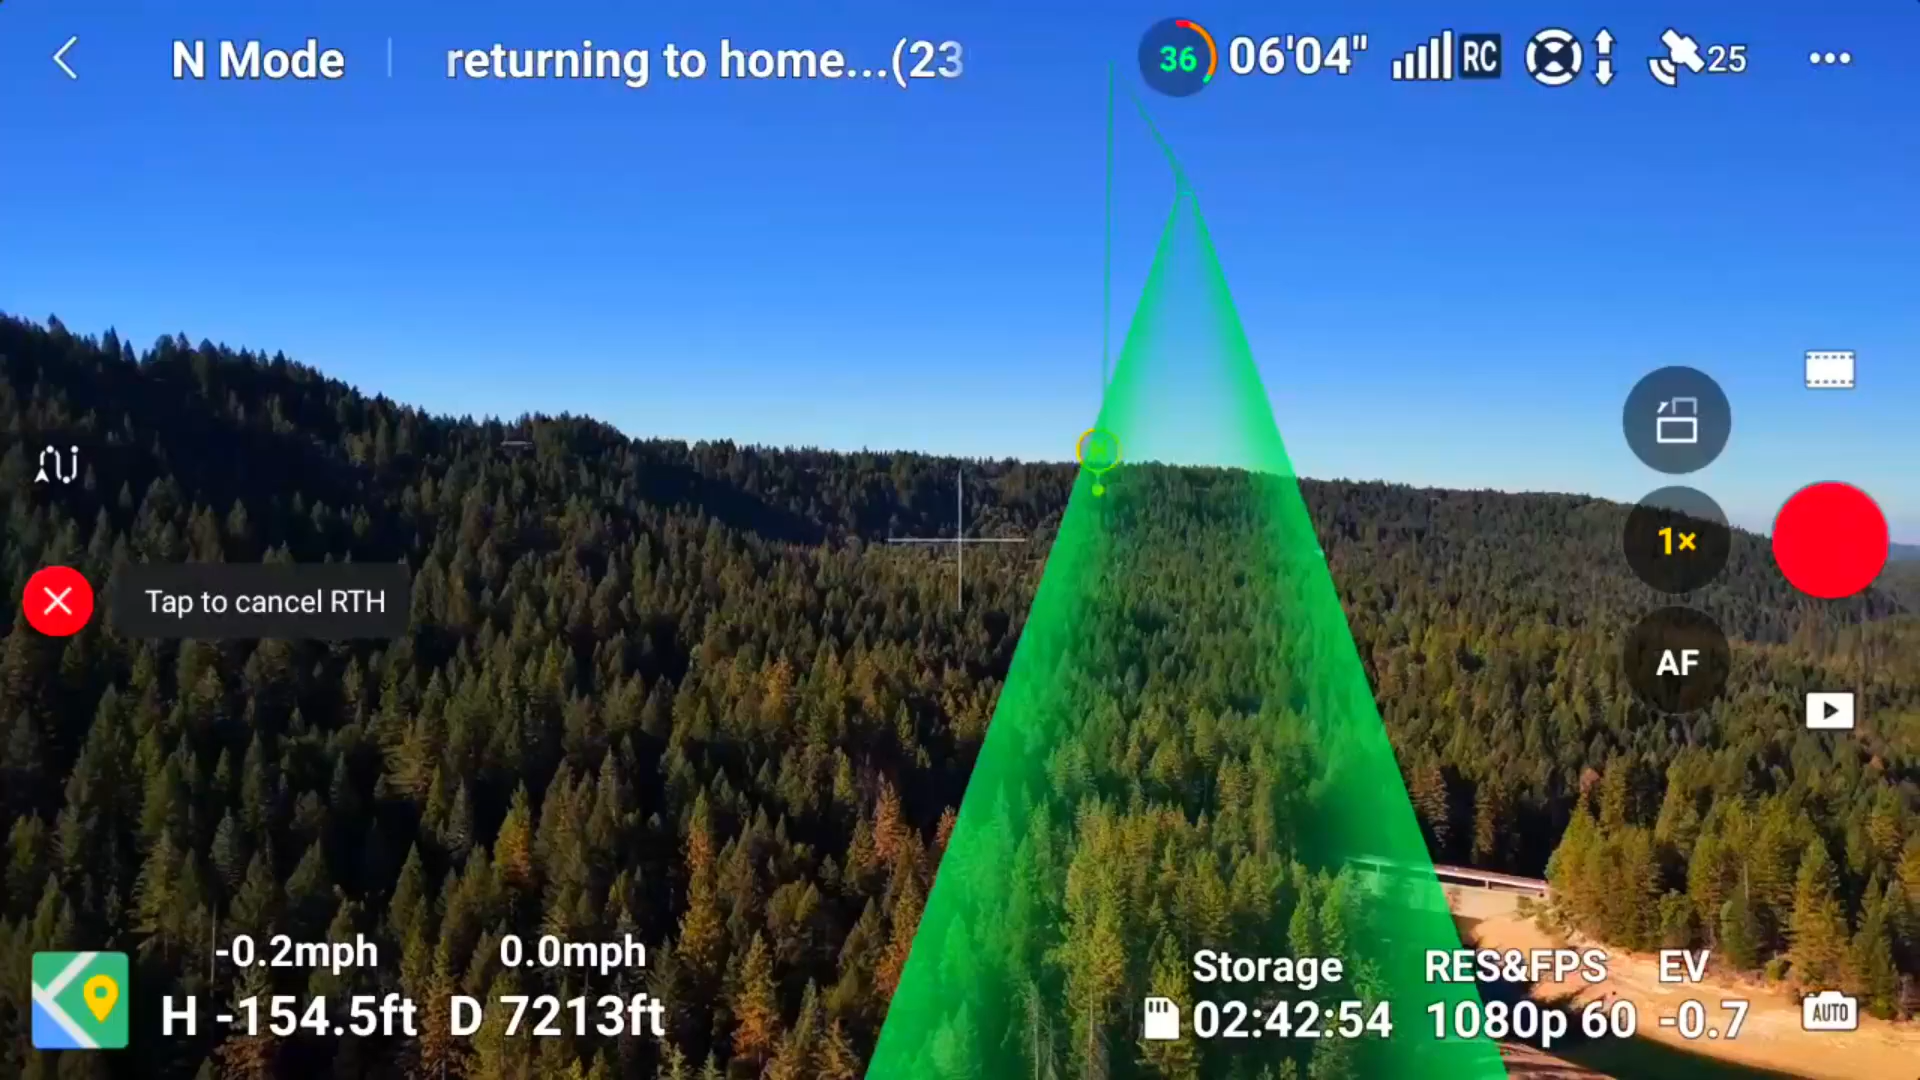 N Mode
returning to home...(23
36
06'04"
RC
25
1×
Tap to cancel RTH
AF
-0.2mph
0.0mph
H -154.5ft
D 7213ft
Storage
02:42:54
RES&FPS
1080p 60
EV
-0.7
AUTO